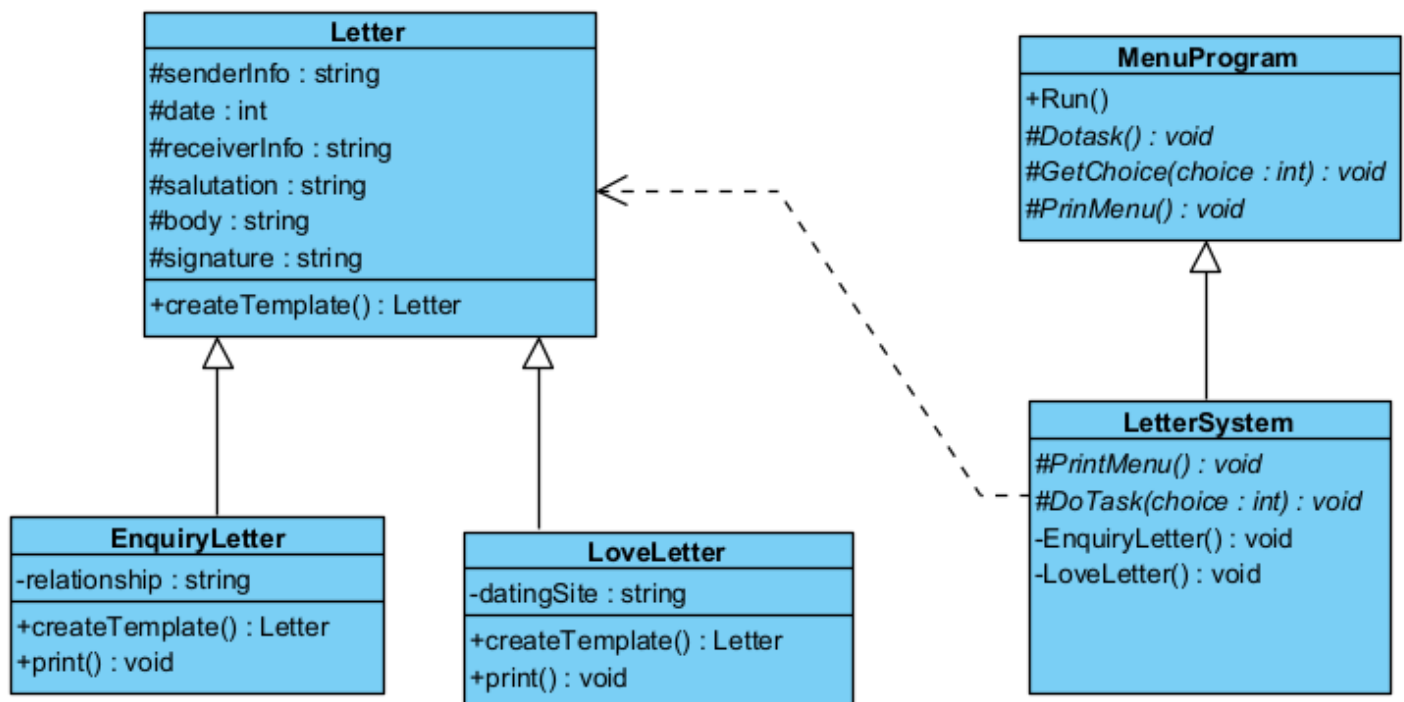 Letter
#senderInfo : string
#date : int
#receiverInfo : string
#salutation : string
#body : string
#signature : string
+createTemplate() : Letter
MenuProgram
+Run()
#Dotask() : void
#GetChoice(choice : int) : void
#PrinMenu() : void
EnquiryLetter
-relationship : string
+createTemplate() : Letter
+print() : void
LoveLetter
-datingSite : string
+createTemplate() : Letter
+print() : void
LetterSystem
#PrintMenu() : void
#DoTask(choice : int) : void
-EnquiryLetter() : void
-LoveLetter() : void